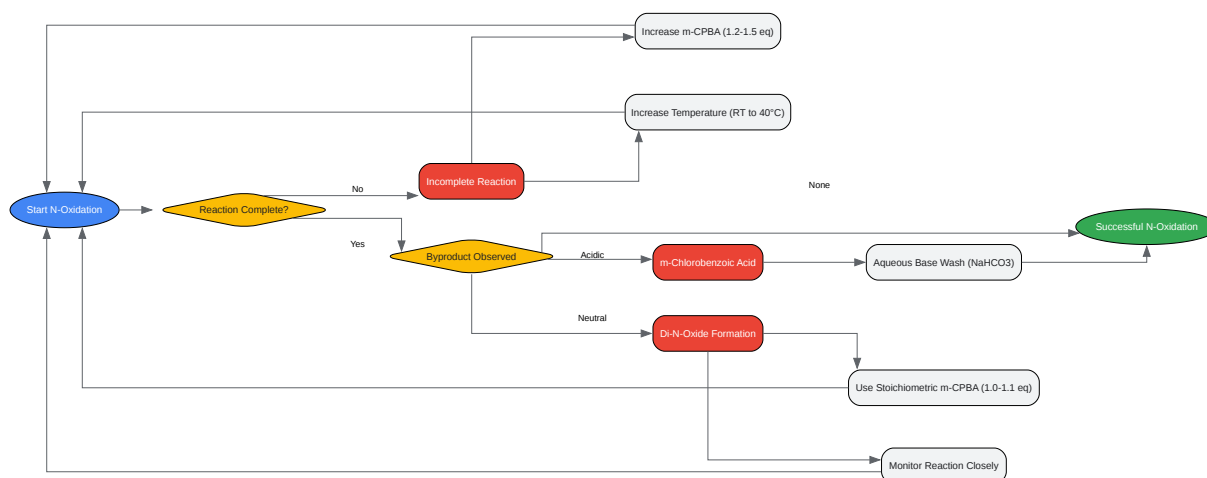 Increase m-CPBA (1.2-1.5 eq)
Increase Temperature (RT to 40°C)
Incomplete Reaction
No
None
Start N-Oxidation
Reaction Complete?
Successful N-Oxidation
Yes
Byproduct Observed
Acidic
m-Chlorobenzoic Acid
Aqueous Base Wash (NaHCO3)
Neutral
Di-N-Oxide Formation
Use Stoichiometric m-CPBA (1.0-1.1 eq)
Monitor Reaction Closely